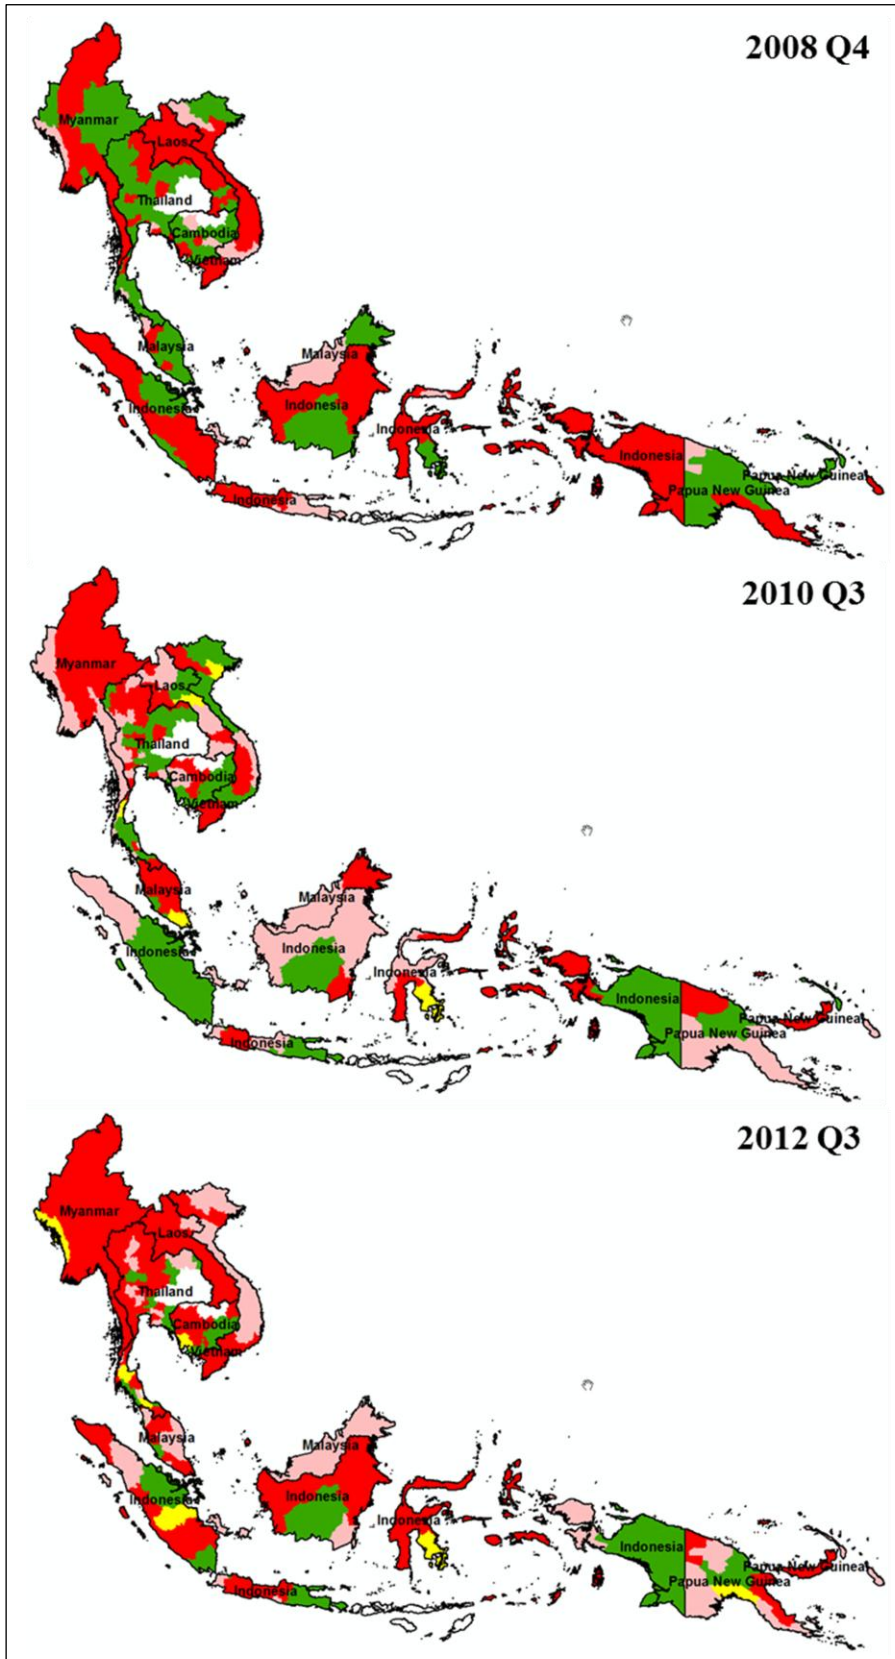 2008 Q4
Myanmar
Laos
Thailand
Cambodia
Vietnam
Malaysia
Malaysia
Indonesia
Indonesia
Indonesia
Indonesia
Papua New Guinea
Papua New Guinea
Indonesia
2010 Q3
Myanmar
Laos
Thailand
Cambodia
Vietnam
Malaysia
Malaysia
Indonesia
Indonesia
Indonesia
Indonesia
Papua New Guinea
Papua New Guinea
Indonesia
2012 Q3
Myanmar
Laos
Thailand
Cambodia
Vietnam
Malaysia
Malaysia
Indonesia
Indonesia
Indonesia
Indonesia
Papua New Guinea
Papua New Guinea
Indonesia